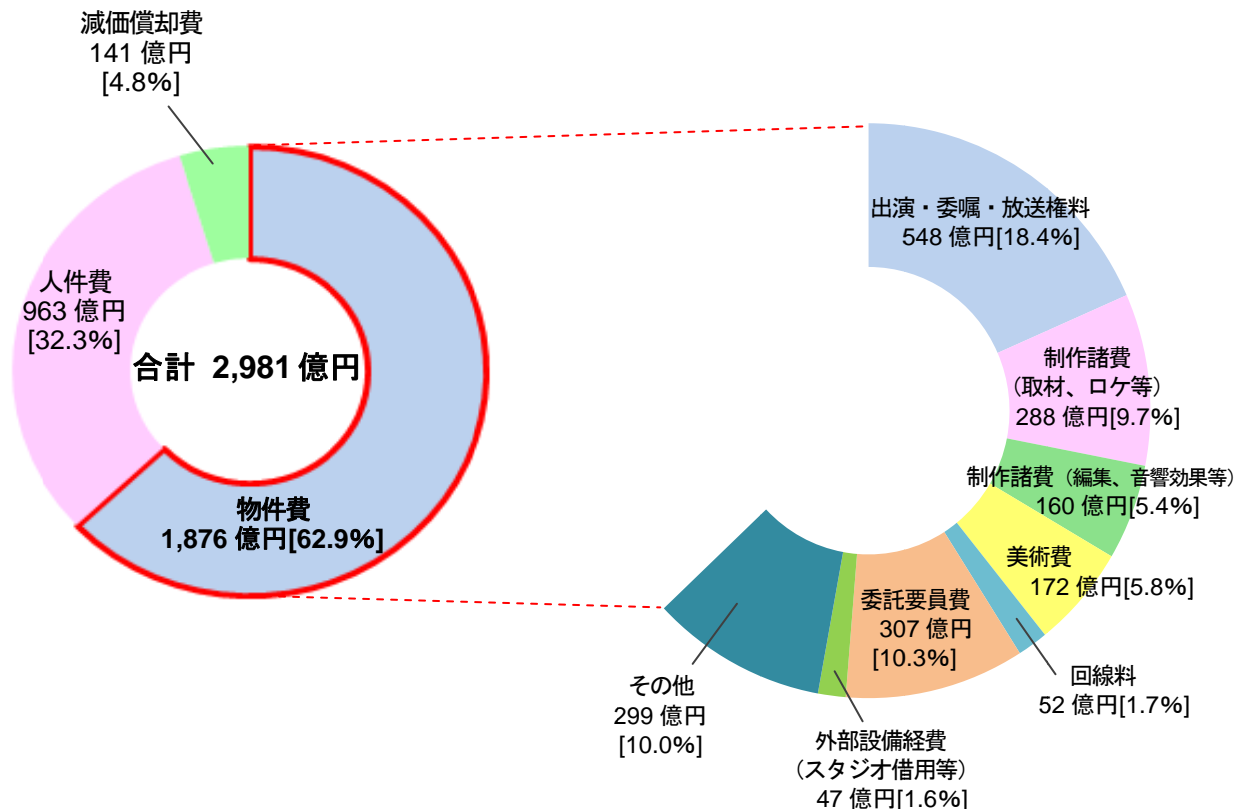 減価償却費
141 億円
[4.8%]
人件費
963 億円
[32.3%]
合計 2,981 億円
物件費
1,876 億円[62.9%]
出演・委嘱・放送権料
548 億円[18.4%]
制作諸費
（取材、ロケ等）
288 億円[9.7%]
制作諸費（編集、音響効果等）
160 億円[5.4%]
美術費
172 億円[5.8%]
回線料
52 億円[1.7%]
委託要員費
307 億円
[10.3%]
外部設備経費
（スタジオ借用等）
47 億円[1.6%]
その他
299 億円
[10.0%]